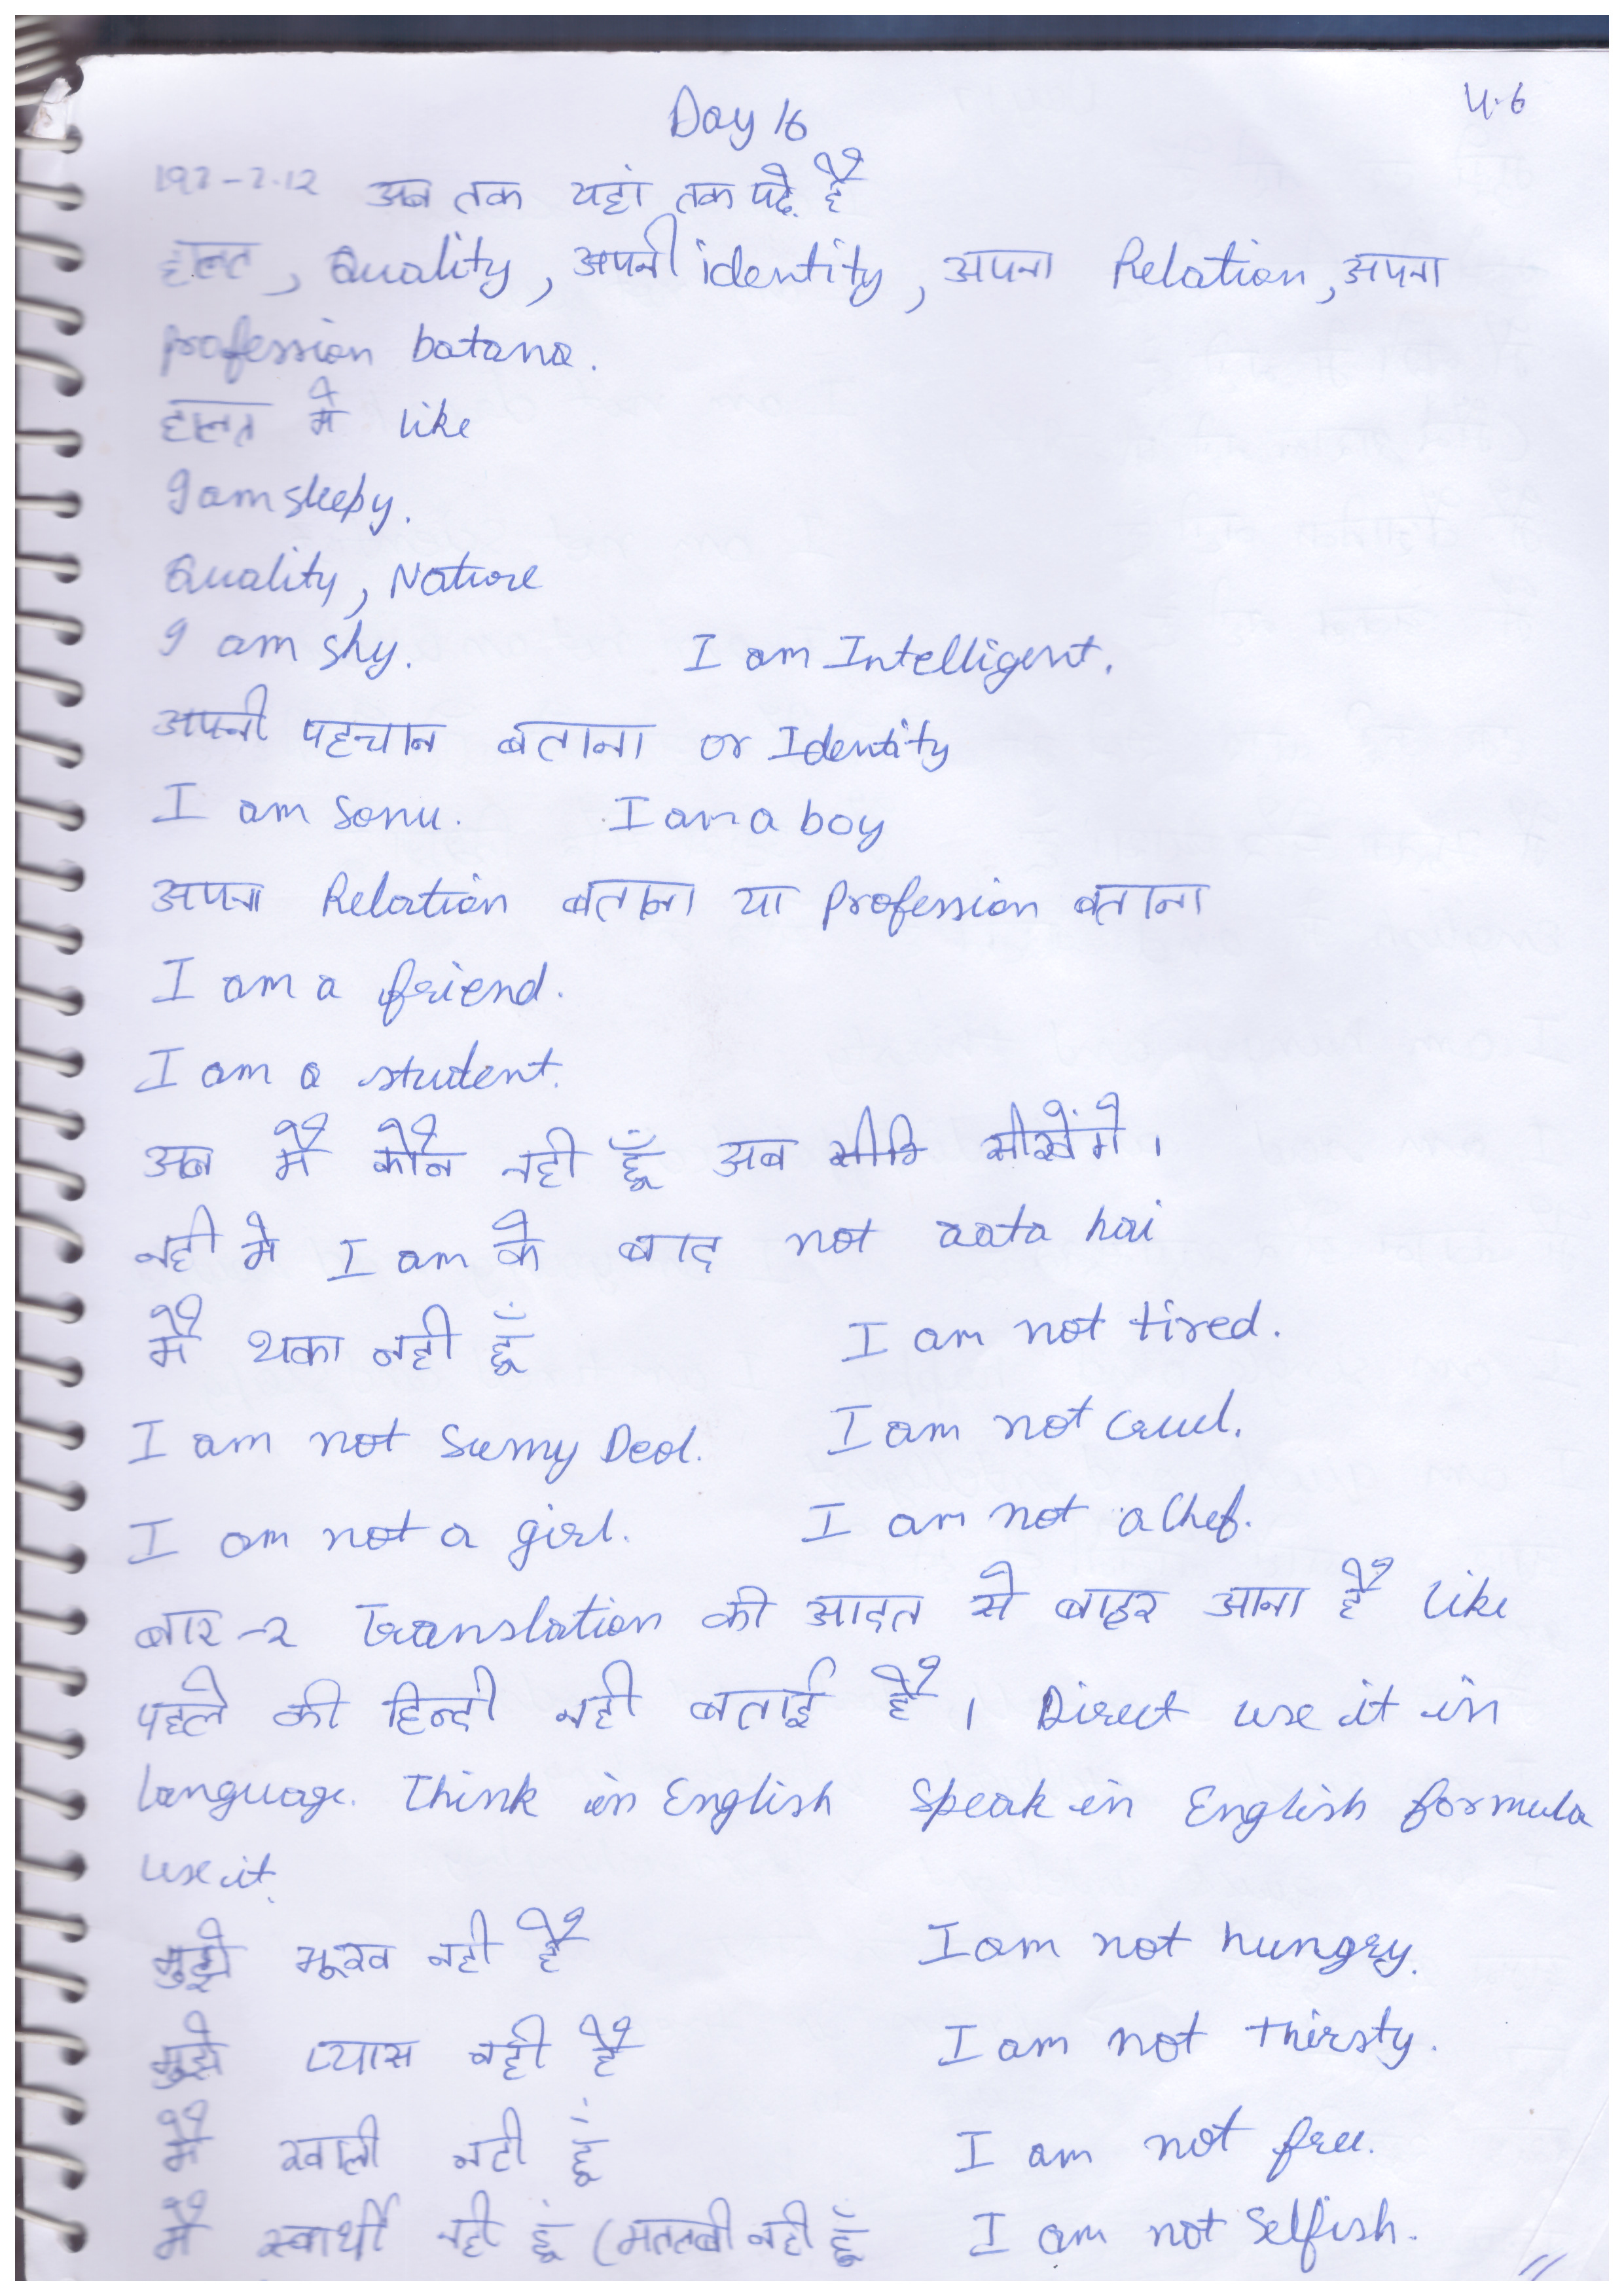 Day 16
4.6
अब तक यहां तक पढे. है
हालत, Quality, अपनी identity, अपना Relation, अपना
profession batana.
हालत मे like
I am sleepy.
Quality, Nature
I am shy. I am Intelligent.
अपनी पहचान बताना or Identity
I am Sonu. I am a boy
अपना Relation बताना या profession बताना
I am a friend.
I am a student.
अब मै कौन नही हूँ अब सीखेंगे।
नही मे I am के बाद not aata hai
मै थका नही हूँ I am not tired.
I am not Sunny Deol. I am not Cruel.
I am not a girl. I am not a Chef.
बार-२ Translation की आदत से बाहर आना है like
पहले की हिन्दी नही बताई है। Direct use it in
language. Think in English Speak in English formula
use it.
मुझे भूख नही है I am not hungry.
मुझे प्यास नही है I am not thirsty.
मै खाली नही हूँ I am not free.
मै स्वार्थी नही हूं (मतलबी नही हूँ I am not Selfish.